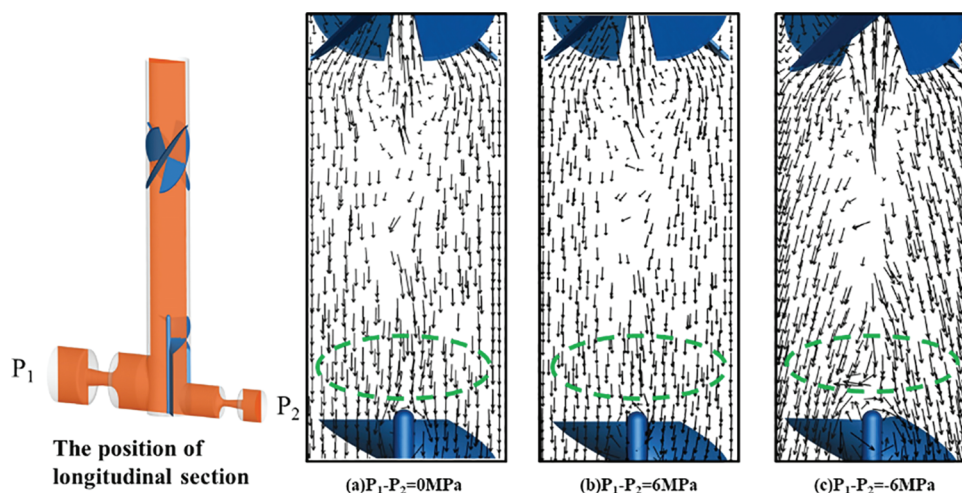 P₁
P₂
The position of
longitudinal section
(a)P₁-P₂=0MPa
(b)P₁-P₂=6MPa
(c)P₁-P₂=-6MPa